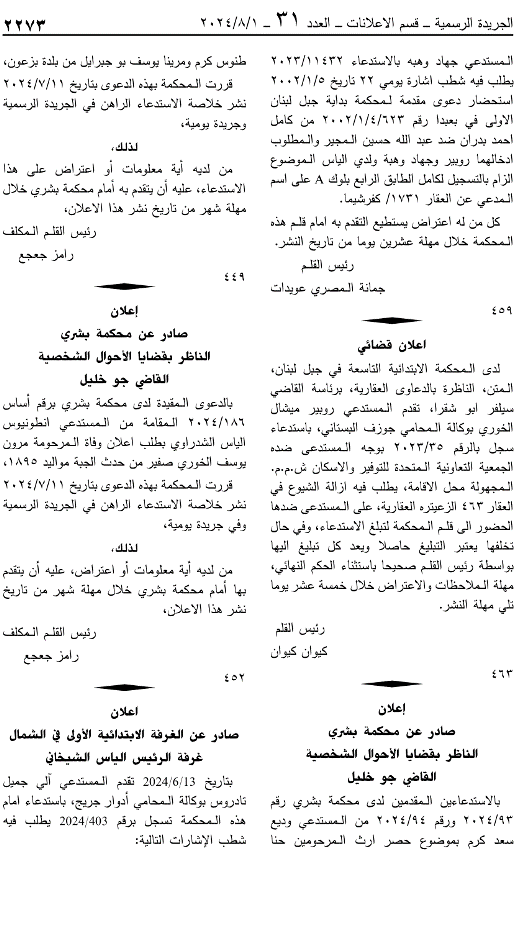 الجريدة الرسمية ــ قسم الاعلانات ــ العدد ٣١ ــ ٢٠٢٤/٨/١
٢٢٧٣
المستدعي جهاد وهبه بالاستدعاء ٢٠٢٣/١١٤٣٢
يطلب فيه شطب اشارة يومي ٢٢ تاريخ ٢٠٠٢/١/٥
استحضار دعوى مقدمة لمحكمة بداية جبل لبنان
الاولى في بعبدا رقم ٢٠٠٢/١/٤/٦٢٣ من كامل
احمد بدران ضد عبد الله حسين المجير والمطلوب
ادخالهما روبير وجهاد وهبة ولدي الياس الموضوع
الزام بالتسجيل لكامل الطابق الرابع بلوك A على اسم
المدعي عن العقار /١٧٣١ كفرشيما.
كل من له اعتراض يستطيع التقدم به امام قلم هذه
المحكمة خلال مهلة عشرين يوما من تاريخ النشر.
رئيس القلم
جمانة المصري عويدات
٤٥٩
اعلان قضائي
لدى المحكمة الابتدائية التاسعة في جبل لبنان،
المتن، الناظرة بالدعاوى العقارية، برئاسة القاضي
سيلفر ابو شقرا، تقدم المستدعي روبير ميشال
الخوري بوكالة المحامي جوزف البستاني، باستدعاء
سجل بالرقم ٢٠٢٣/٣٥ بوجه المستدعى ضده
الجمعية التعاونية المتحدة للتوفير والاسكان ش.م.م.
المجهولة محل الاقامة، يطلب فيه ازالة الشيوع في
العقار ٤٦٣ الزعيتره العقارية، على المستدعى ضدها
الحضور الى قلم المحكمة لتبلغ الاستدعاء، وفي حال
تخلفها يعتبر التبليغ حاصلا ويعد كل تبليغ اليها
بواسطة رئيس القلم صحيحا باستثناء الحكم النهائي،
مهلة الملاحظات والاعتراض خلال خمسة عشر يوما
تلي مهلة النشر.
رئيس القلم
كيوان كيوان
٤٦٣
إعلان
صادر عن محكمة بشري
الناظر بقضايا الأحوال الشخصية
القاضي جو خليل
بالاستدعاءين المقدمين لدى محكمة بشري رقم
٢٠٢٤/٩٣ ورقم ٢٠٢٤/٩٤ من المستدعي وديع
سعد كرم بموضوع حصر ارث المرحومين حنا
طنوس كرم ومرينا يوسف بو جبرايل من بلدة بزعون،
قررت المحكمة بهذه الدعوى بتاريخ ٢٠٢٤/٧/١١
نشر خلاصة الاستدعاء الراهن في الجريدة الرسمية
وجريدة يومية،
لذلك،
من لديه أية معلومات أو اعتراض على هذا
الاستدعاء، عليه أن يتقدم به أمام محكمة بشري خلال
مهلة شهر من تاريخ نشر هذا الاعلان،
رئيس القلم المكلف
رامز جعجع
٤٤٩
إعلان
صادر عن محكمة بشري
الناظر بقضايا الأحوال الشخصية
القاضي جو خليل
بالدعوى المقيدة لدى محكمة بشري برقم أساس
٢٠٢٤/١٨٦ المقامة من المستدعي انطونيوس
الياس الشدراوي بطلب اعلان وفاة المرحومة مرون
يوسف الخوري صفير من حدث الجبة مواليد ١٨٩٥،
قررت المحكمة بهذه الدعوى بتاريخ ٢٠٢٤/٧/١١
نشر خلاصة الاستدعاء الراهن في الجريدة الرسمية
وفي جريدة يومية،
لذلك،
من لديه أية معلومات أو اعتراض، عليه أن يتقدم
بها أمام محكمة بشري خلال مهلة شهر من تاريخ
نشر هذا الاعلان،
رئيس القلم المكلف
رامز جعجع
٤٥٢
اعلان
صادر عن الغرفة الابتدائية الأولى في الشمال
غرفة الرئيس الياس الشيخاني
بتاريخ 2024/6/13 تقدم المستدعي آلي جميل
تادروس بوكالة المحامي أدوار جريج، باستدعاء امام
هذه المحكمة تسجل برقم 2024/403 يطلب فيه
شطب الإشارات التالية: